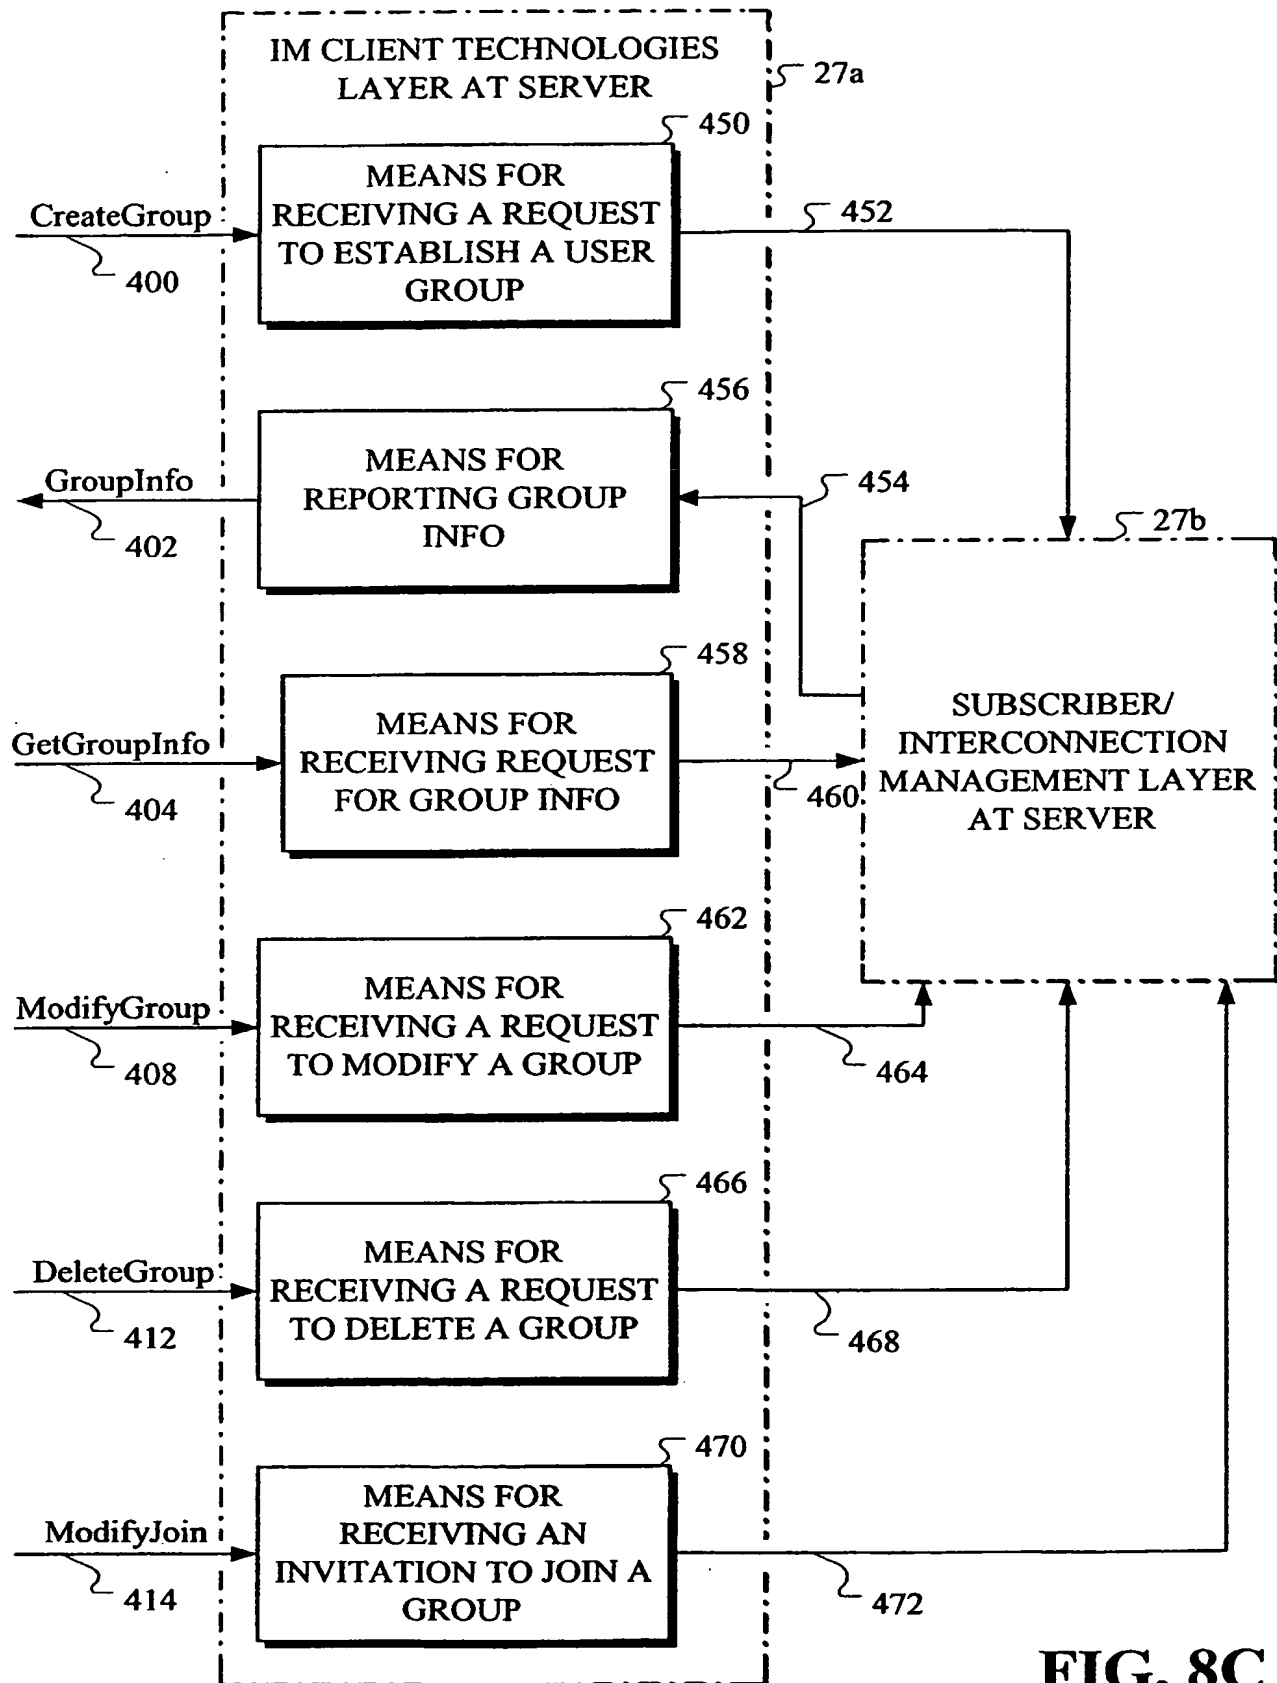 IM CLIENT TECHNOLOGIES
LAYER AT SERVER
27a
450
MEANS FOR
RECEIVING A REQUEST
TO ESTABLISH A USER
GROUP
CreateGroup
400
452
456
MEANS FOR
REPORTING GROUP
INFO
GroupInfo
402
454
27b
458
MEANS FOR
RECEIVING REQUEST
FOR GROUP INFO
GetGroupInfo
404
460
SUBSCRIBER/
INTERCONNECTION
MANAGEMENT LAYER
AT SERVER
462
MEANS FOR
RECEIVING A REQUEST
TO MODIFY A GROUP
ModifyGroup
408
464
466
MEANS FOR
RECEIVING A REQUEST
TO DELETE A GROUP
DeleteGroup
412
468
470
MEANS FOR
RECEIVING AN
INVITATION TO JOIN A
GROUP
ModifyJoin
414
472
FIG. 8C